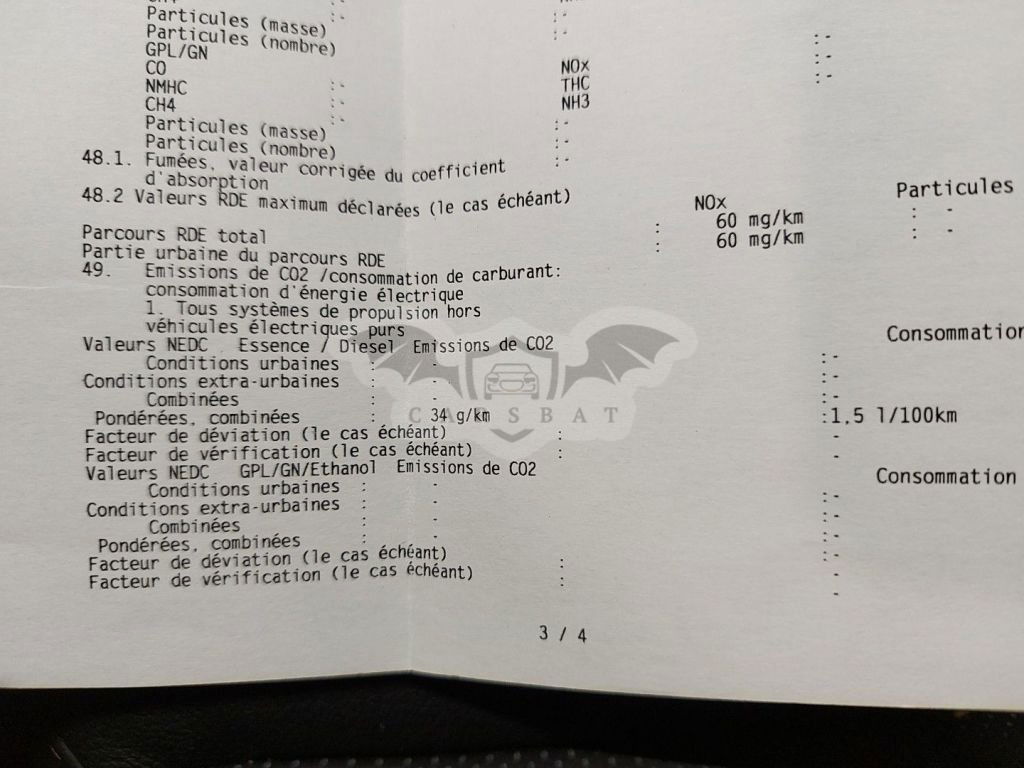 Particules (masse) :- :-
Particules (nombre) :- :-
GPL/GN :-
CO NOx :-
NMHC :- THC
CH4 :- NH3
Particules (masse) :-
Particules (nombre) :-
48.1. Fumées, valeur corrigée du coefficient :-
d'absorption
48.2 Valeurs RDE maximum déclarées (le cas échéant) NOx Particules
Parcours RDE total : 60 mg/km : -
Partie urbaine du parcours RDE : 60 mg/km : -
49. Emissions de CO2 /consommation de carburant:
consommation d'énergie électrique
1. Tous systèmes de propulsion hors
véhicules électriques purs
Valeurs NEDC Essence / Diesel Emissions de CO2 Consommation
Conditions urbaines : - :-
Conditions extra-urbaines : - :-
Combinées : - :-
Pondérées, combinées : 34 g/km :1,5 l/100km
Facteur de déviation (le cas échéant) : -
Facteur de vérification (le cas échéant) : -
Valeurs NEDC GPL/GN/Ethanol Emissions de CO2 Consommation
Conditions urbaines : - :-
Conditions extra-urbaines : - :-
Combinées : - :-
Pondérées, combinées : - :-
Facteur de déviation (le cas échéant) : -
Facteur de vérification (le cas échéant) : -
3 / 4